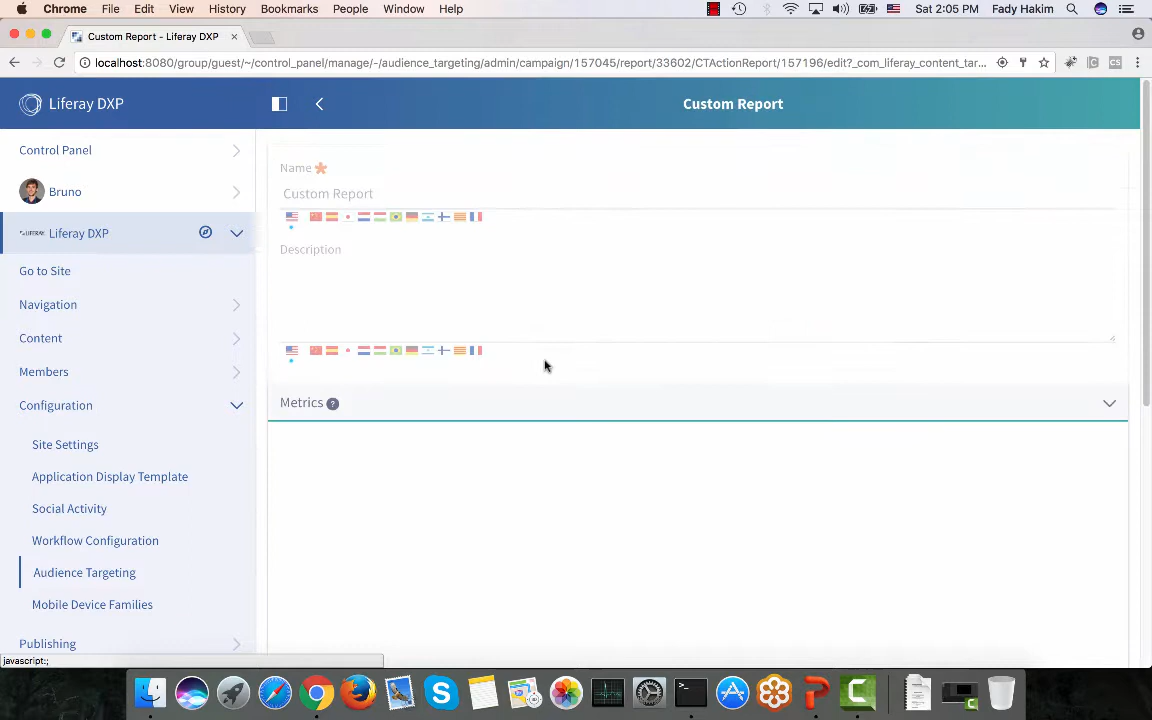 Chrome File Edit View History Bookmarks People Window Help Sat 2:05 PM Fady Hakim
Custom Report - Liferay DXP
localhost:8080/group/guest/~/control_panel/manage/-/audience_targeting/admin/campaign/157045/report/33602/CTActionReport/157196/edit?_com_liferay_content_tar...
Liferay DXP
Custom Report
Control Panel
Bruno
LIFERAY. Liferay DXP
Go to Site
Navigation
Content
Members
Configuration
Site Settings
Application Display Template
Social Activity
Workflow Configuration
Audience Targeting
Mobile Device Families
Publishing
Name
Custom Report
Description
Metrics ?
javascript:;